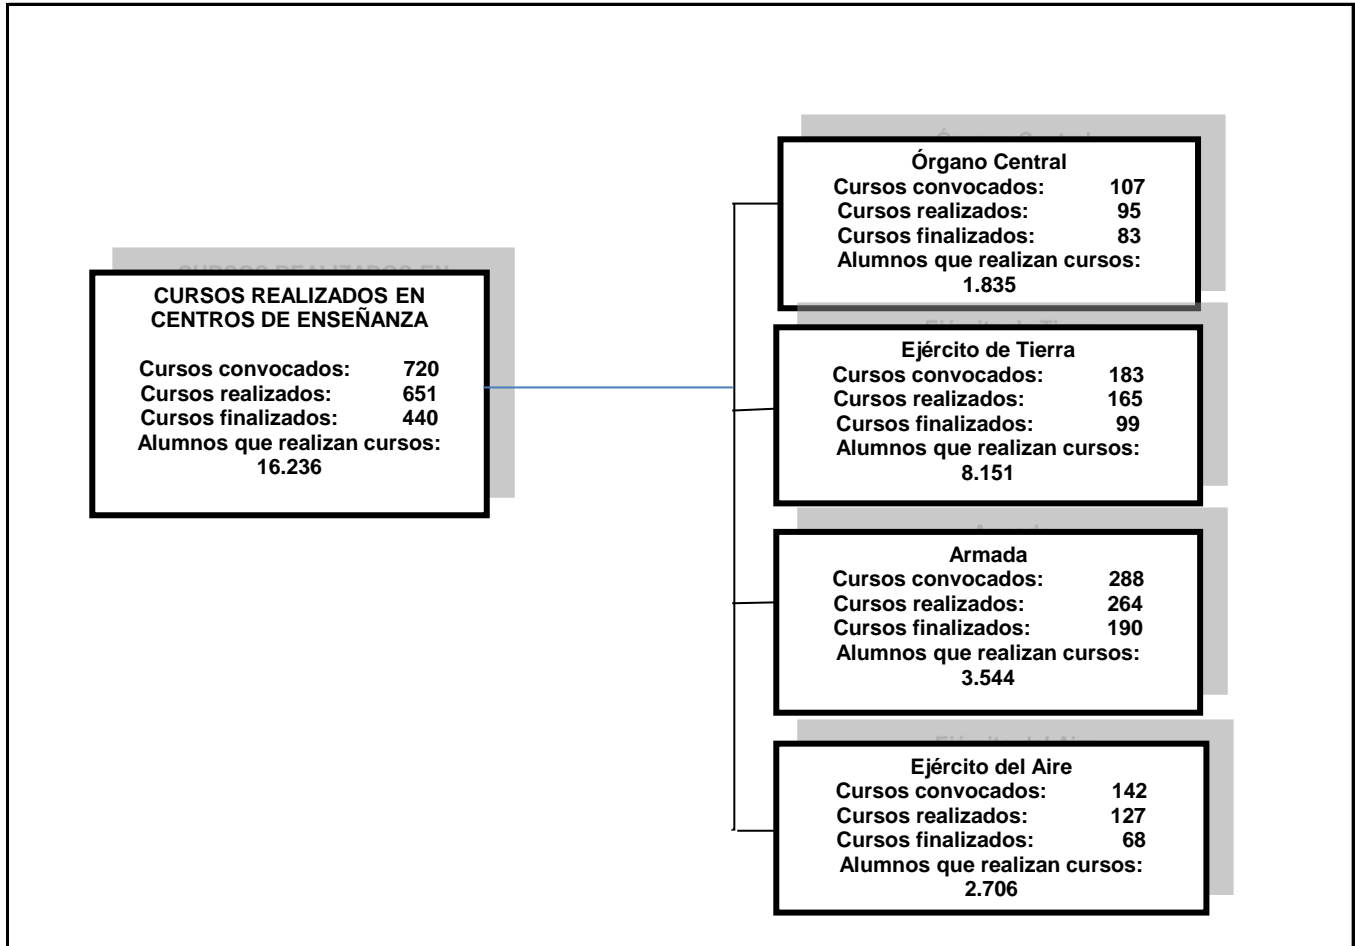 CURSOS REALIZADOS EN
CENTROS DE ENSEÑANZA
Cursos convocados: 720
Cursos realizados: 651
Cursos finalizados: 440
Alumnos que realizan cursos:
16.236
Órgano Central
Cursos convocados: 107
Cursos realizados: 95
Cursos finalizados: 83
Alumnos que realizan cursos:
1.835
Ejército de Tierra
Cursos convocados: 183
Cursos realizados: 165
Cursos finalizados: 99
Alumnos que realizan cursos:
8.151
Armada
Cursos convocados: 288
Cursos realizados: 264
Cursos finalizados: 190
Alumnos que realizan cursos:
3.544
Ejército del Aire
Cursos convocados: 142
Cursos realizados: 127
Cursos finalizados: 68
Alumnos que realizan cursos:
2.706